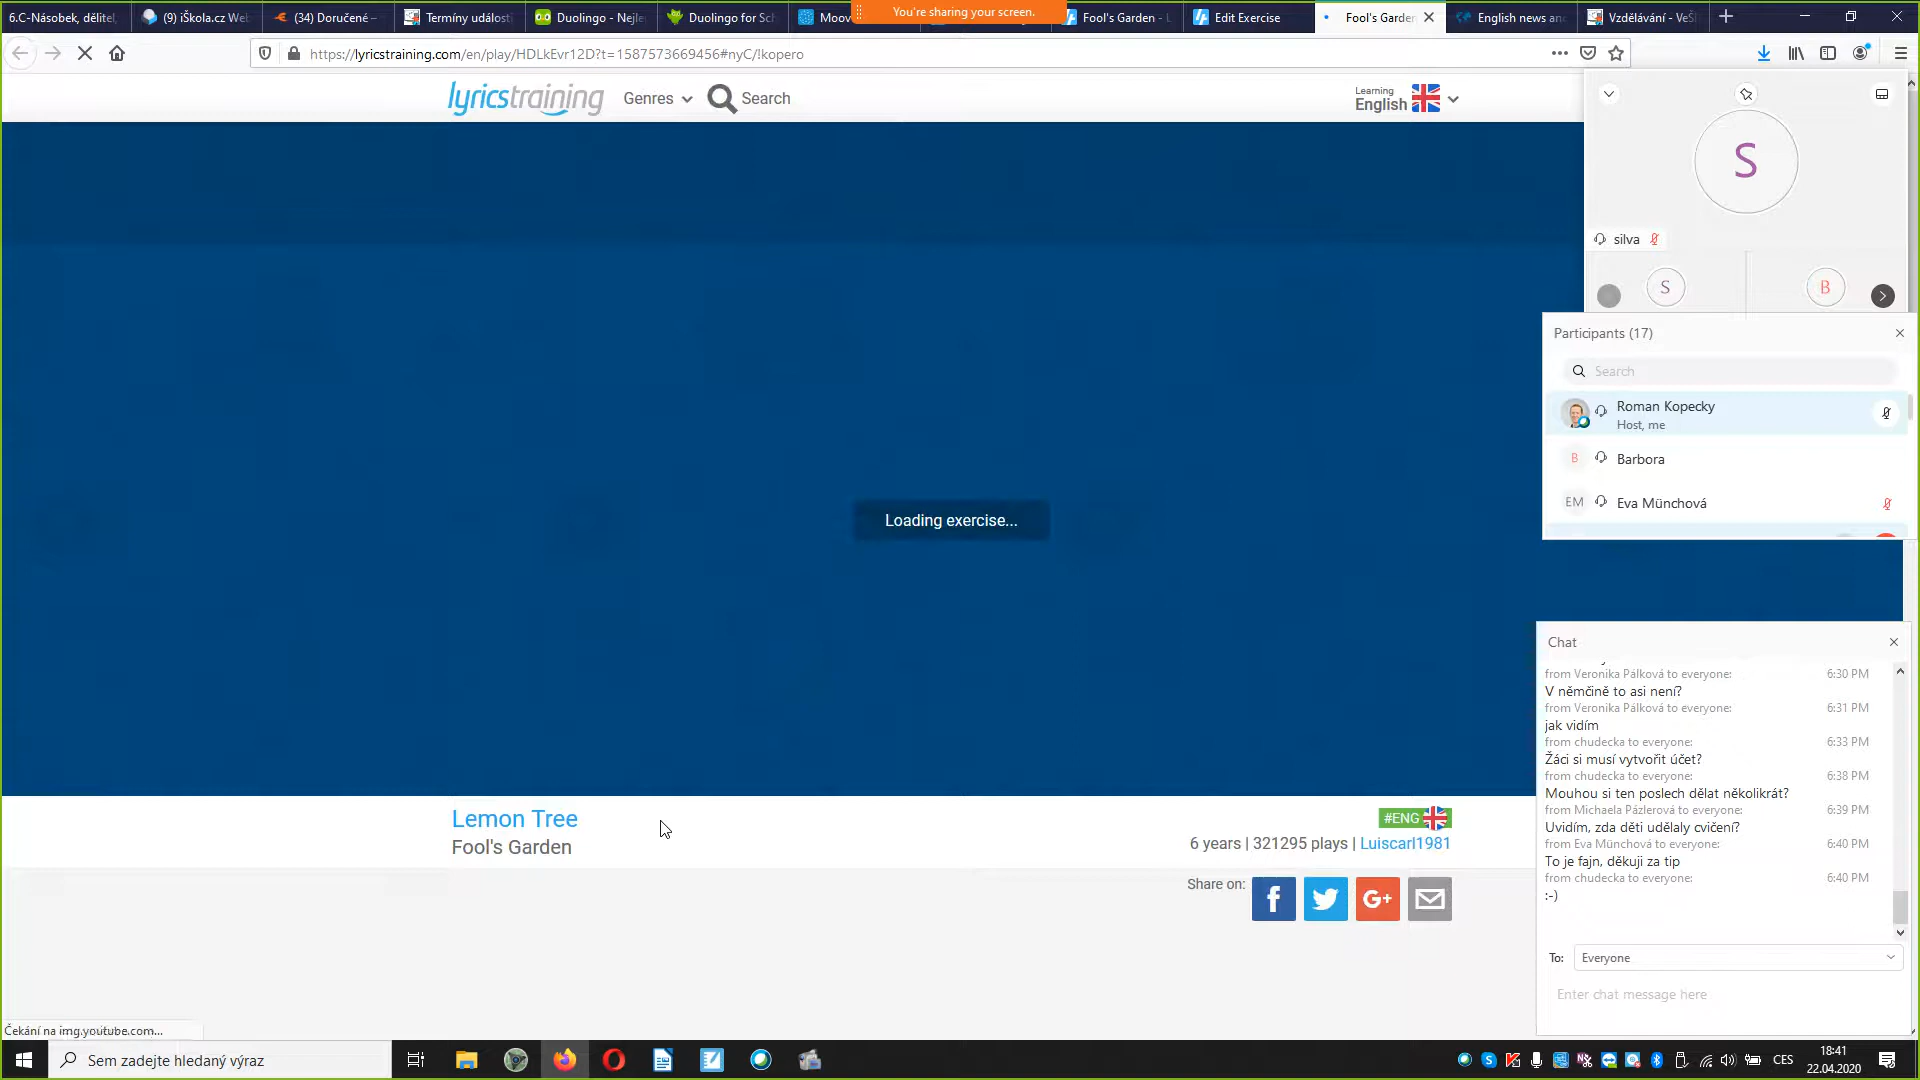 6.C-Násobek, dělitel,
(9) iŠkola.cz Web
(34) Doručené –
Termíny událostí
Duolingo - Nejle
Duolingo for Sch
Moov
You're sharing your screen.
Fool's Garden - L
Edit Exercise
Fool's Garden
English news an
Vzdělávání - VeŠ
https://lyricstraining.com/en/play/HDLkEvr12D?t=1587573669456#nyC/!kopero
lyricstraining
Genres
Search
Learning
English
S
silva
S
B
Participants (17)
Search
Roman Kopecky
Host, me
B
Barbora
EM
Eva Münchová
Loading exercise...
Chat
from Veronika Pálková to everyone:
6:30 PM
V němčině to asi není?
from Veronika Pálková to everyone:
6:31 PM
jak vidím
from chudecka to everyone:
6:33 PM
Žáci si musí vytvořit účet?
from chudecka to everyone:
6:38 PM
Mouhou si ten poslech dělat několikrát?
from Michaela Pázlerová to everyone:
6:39 PM
Uvidím, zda děti udělaly cvičení?
from Eva Münchová to everyone:
6:40 PM
To je fajn, děkuji za tip
from chudecka to everyone:
6:40 PM
:-)
To:
Everyone
Enter chat message here
Lemon Tree
Fool's Garden
#ENG
6 years | 321295 plays | Luiscarl1981
Share on:
Čekání na img.youtube.com...
Sem zadejte hledaný výraz
CES
18:41
22.04.2020